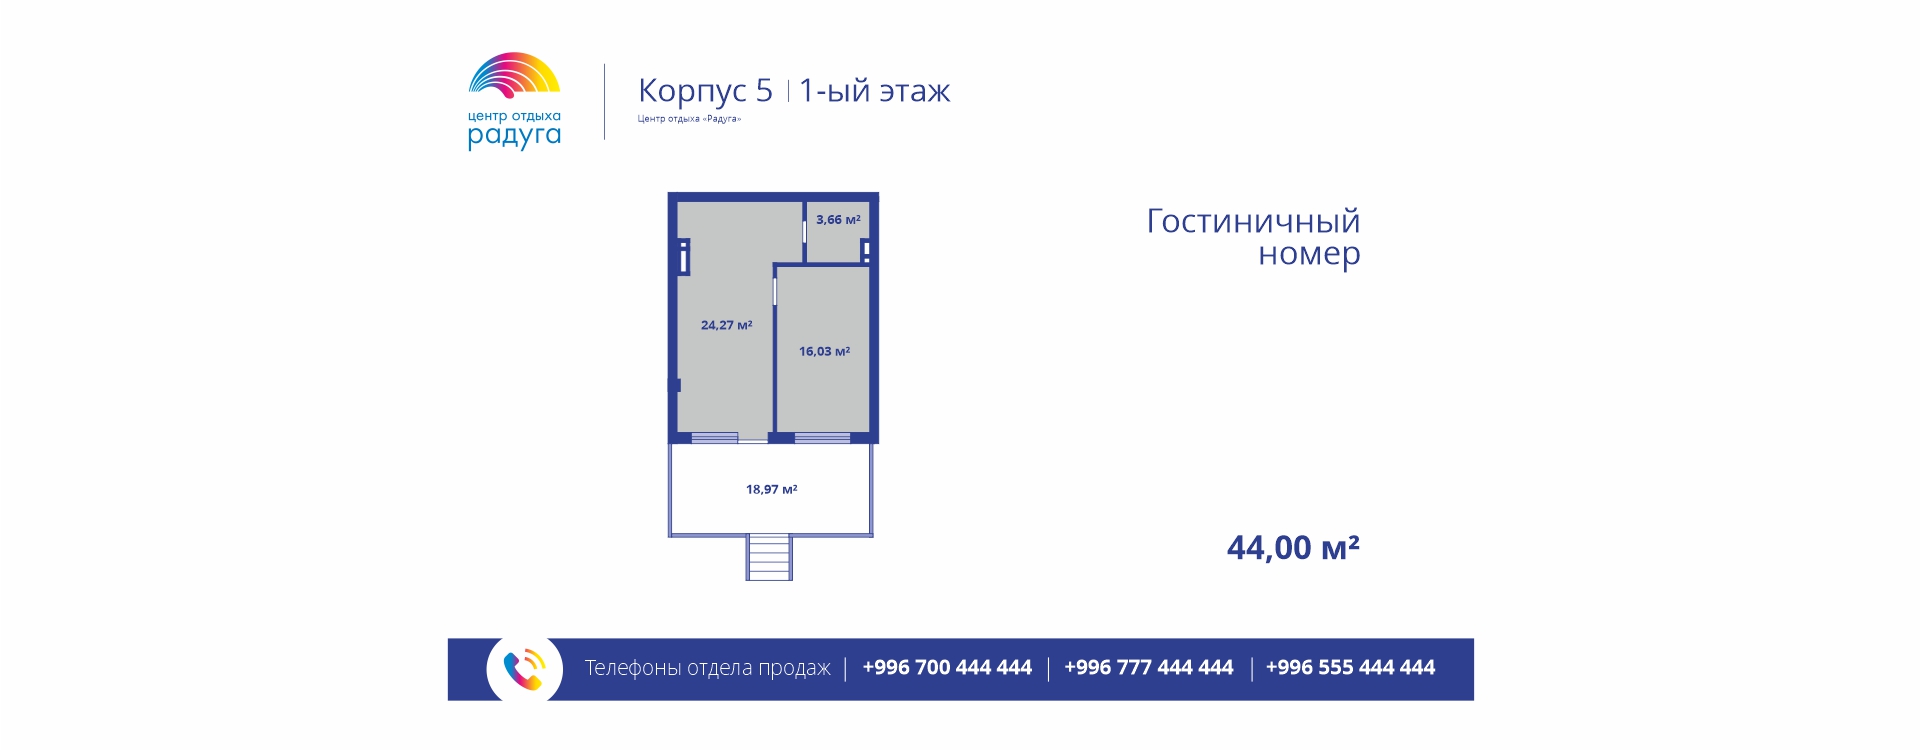 центр отдыха
радуга
Корпус 5 | 1-ый этаж
Центр отдыха «Радуга»
Гостиничный
номер
3,66 м²
24,27 м²
16,03 м²
18,97 м²
44,00 м²
Телефоны отдела продаж | +996 700 444 444 | +996 777 444 444 | +996 555 444 444